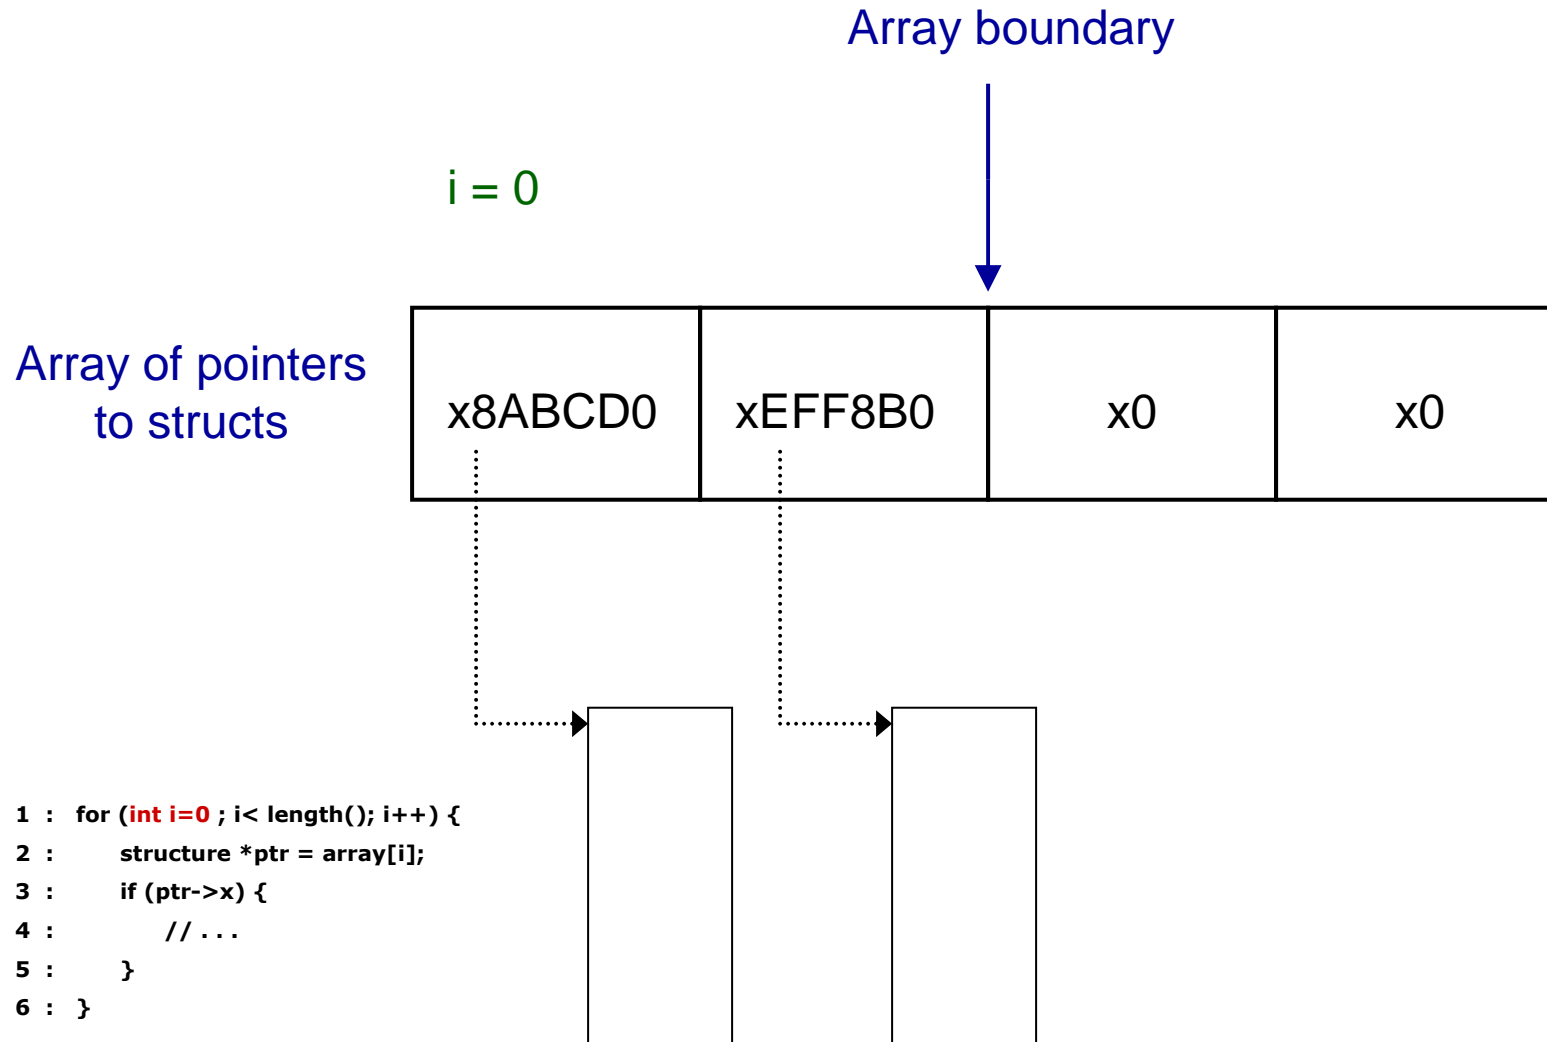 Array boundary
i = 0
Array of pointers
to structs
x8ABCD0
xEFF8B0
x0
x0
1 : for (int i=0 ; i< length(); i++) {
2 : structure *ptr = array[i];
3 : if (ptr->x) {
4 : // . . .
5 : }
6 : }